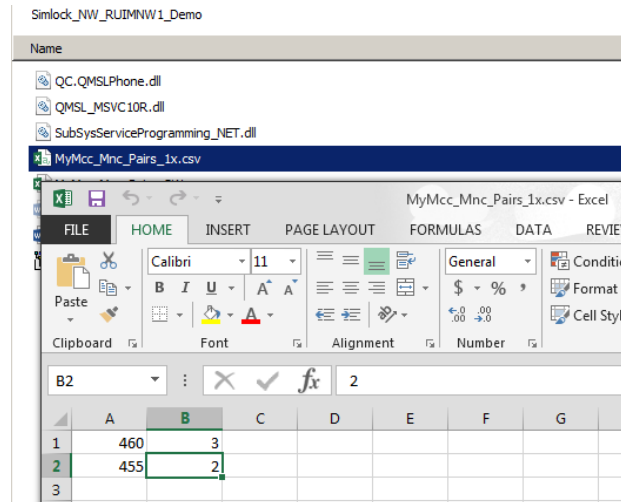 Simlock_NW_RUIMNW1_Demo
Name
QC.QMSLPhone.dll
QMSL_MSVC10R.dll
SubSysServiceProgramming_NET.dll
MyMcc_Mnc_Pairs_1x.csv
MyMcc_Mnc_Pairs_1x.csv - Excel
FILE HOME INSERT PAGE LAYOUT FORMULAS DATA REVIE
Calibri 11 General Conditi
Paste B I U A A $ % , Format
A .00 .00 Cell Styl
Clipboard Font Alignment Number
B2 fx 2
A B C D E F G
1 460 3
2 455 2
3